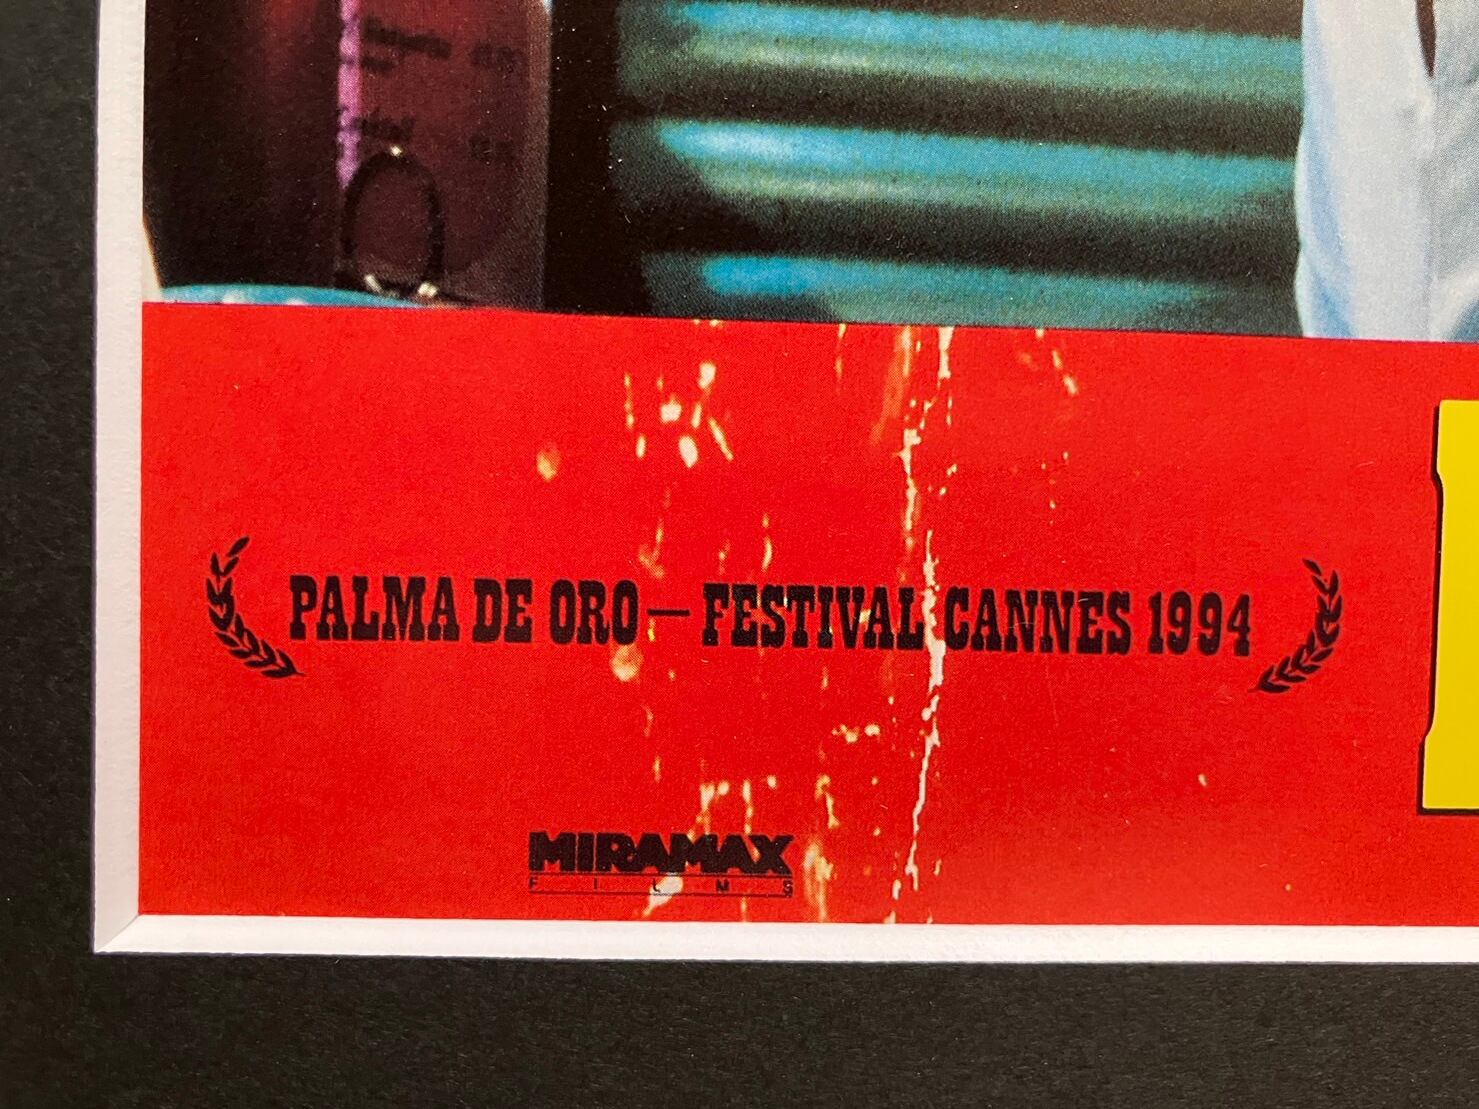 PALMA DE ORO — FESTIVAL CANNES 1994
MIRAMAX
FILMS